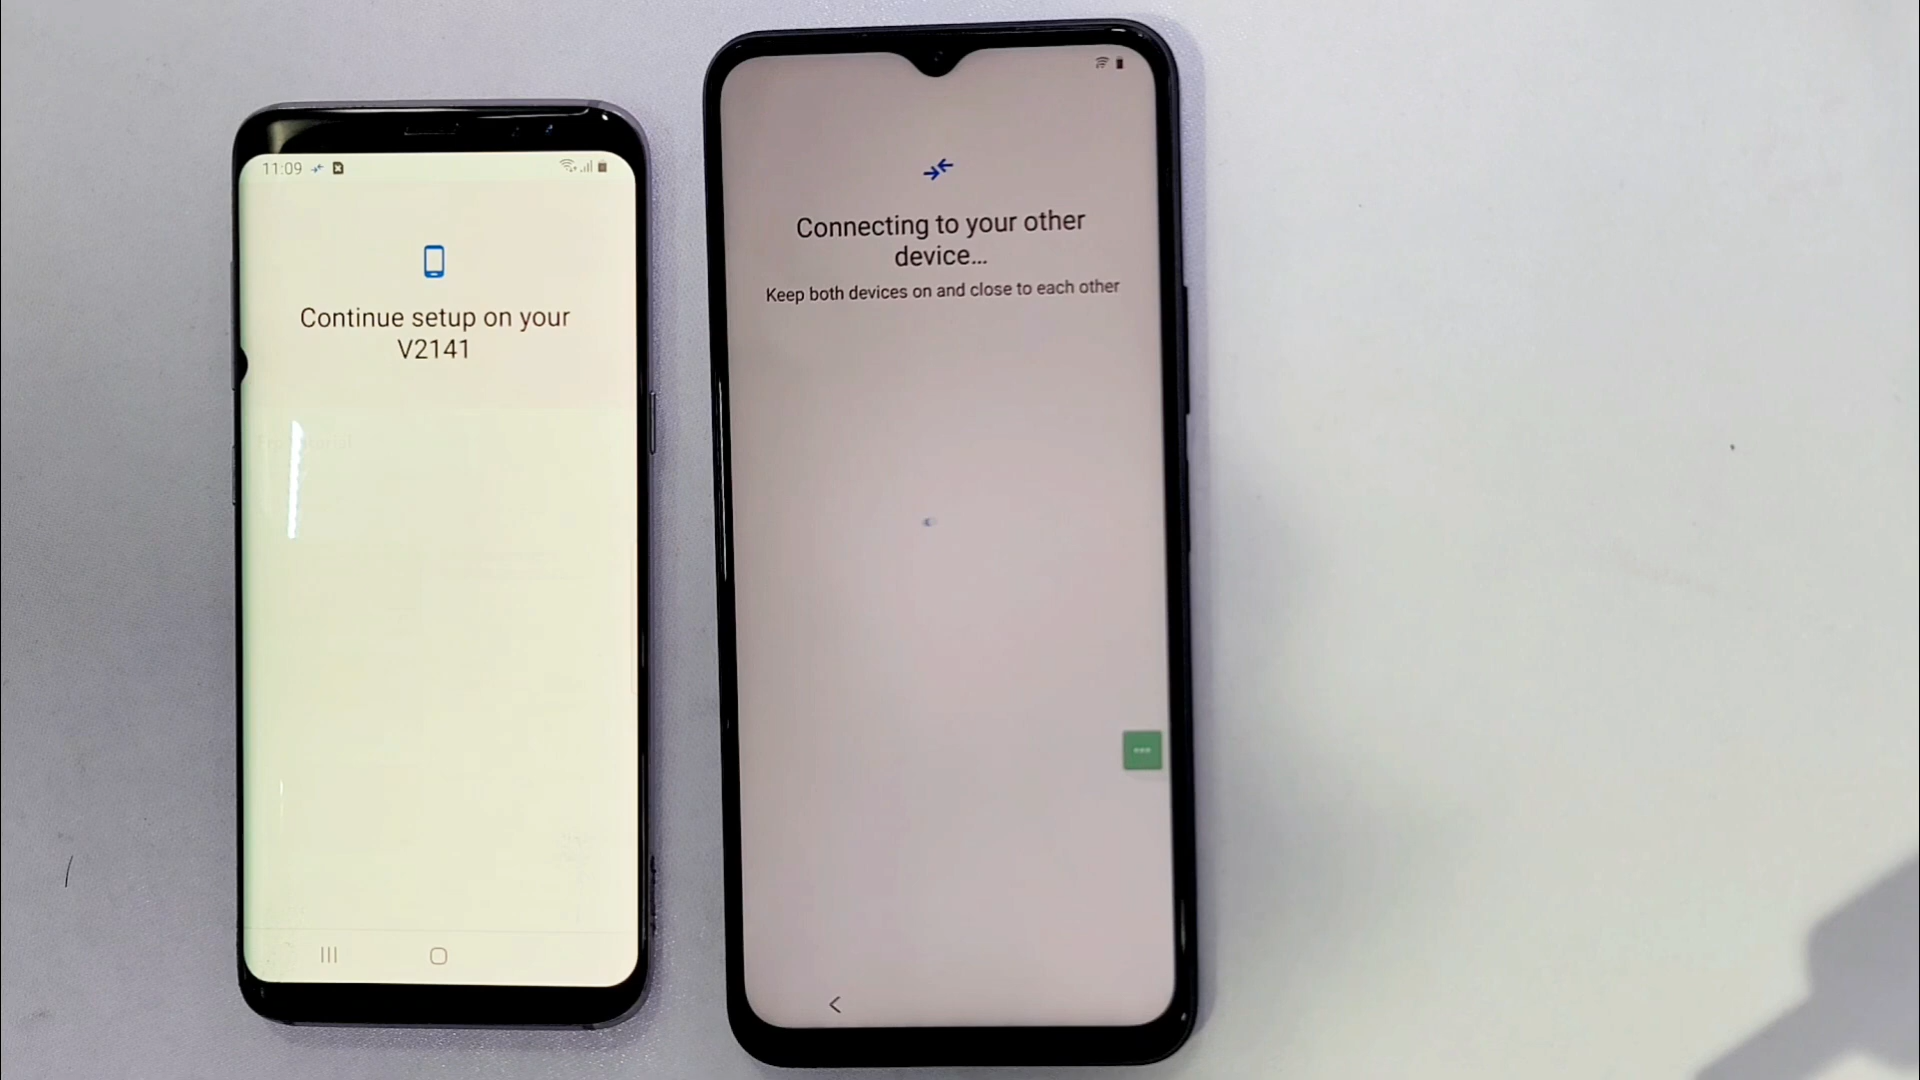 11:09
Continue setup on your
V2141
Connecting to your other
device...
Keep both devices on and close to each other